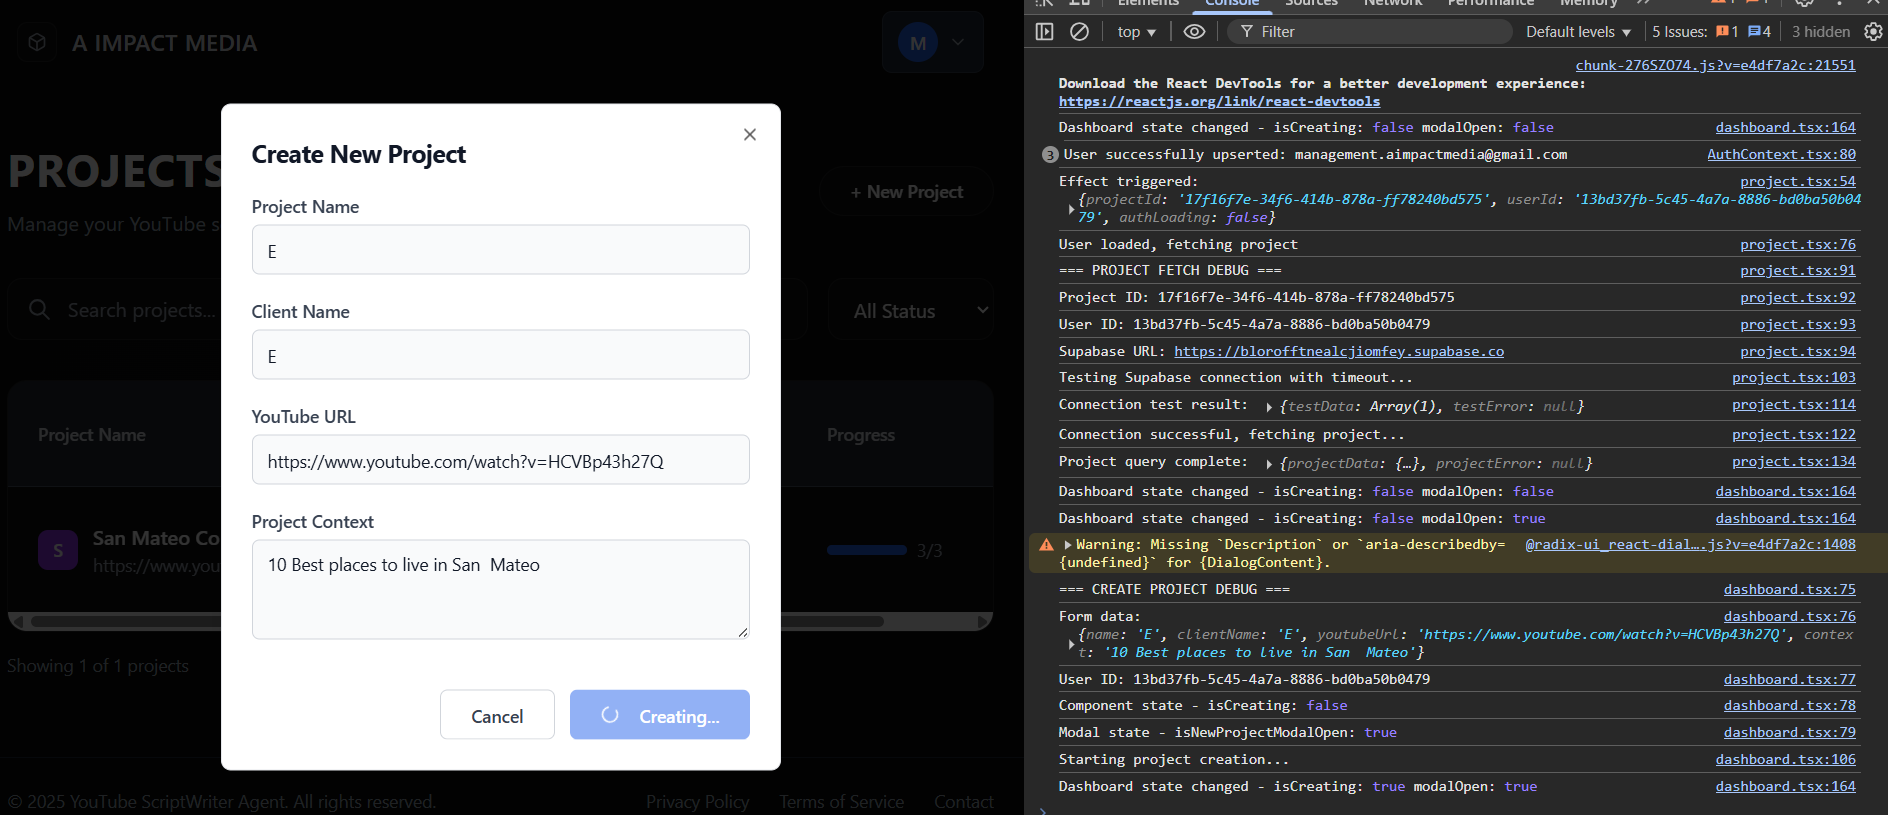 A IMPACT MEDIA
M
PROJECTS
+ New Project
Manage your YouTube s
Search projects...
All Status
Project Name
Progress
S
San Mateo Co
https://www.you
3/3
Showing 1 of 1 projects
© 2025 YouTube ScriptWriter Agent. All rights reserved.
Privacy Policy
Terms of Service
Contact
Create New Project
Project Name
E
Client Name
E
YouTube URL
https://www.youtube.com/watch?v=HCVBp43h27Q
Project Context
10 Best places to live in San  Mateo
Cancel
Creating...
Elements Console Sources Network Performance Memory
top
Filter
Default levels
5 Issues: 1 4
3 hidden
chunk-276SZO74.js?v=e4df7a2c:21551
Download the React DevTools for a better development experience:
https://reactjs.org/link/react-devtools
Dashboard state changed - isCreating: false modalOpen: false dashboard.tsx:164
3 User successfully upserted: management.aimpactmedia@gmail.com AuthContext.tsx:80
Effect triggered: project.tsx:54
{projectId: '17f16f7e-34f6-414b-878a-ff78240bd575', userId: '13bd37fb-5c45-4a7a-8886-bd0ba50b04
79', authLoading: false}
User loaded, fetching project project.tsx:76
=== PROJECT FETCH DEBUG === project.tsx:91
Project ID: 17f16f7e-34f6-414b-878a-ff78240bd575 project.tsx:92
User ID: 13bd37fb-5c45-4a7a-8886-bd0ba50b0479 project.tsx:93
Supabase URL: https://blorofftnealcjiomfey.supabase.co project.tsx:94
Testing Supabase connection with timeout... project.tsx:103
Connection test result: {testData: Array(1), testError: null} project.tsx:114
Connection successful, fetching project... project.tsx:122
Project query complete: {projectData: {…}, projectError: null} project.tsx:134
Dashboard state changed - isCreating: false modalOpen: false dashboard.tsx:164
Dashboard state changed - isCreating: false modalOpen: true dashboard.tsx:164
Warning: Missing `Description` or `aria-describedby= @radix-ui_react-dial….js?v=e4df7a2c:1408
{undefined}` for {DialogContent}.
=== CREATE PROJECT DEBUG === dashboard.tsx:75
Form data: dashboard.tsx:76
{name: 'E', clientName: 'E', youtubeUrl: 'https://www.youtube.com/watch?v=HCVBp43h27Q', contex
t: '10 Best places to live in San  Mateo'}
User ID: 13bd37fb-5c45-4a7a-8886-bd0ba50b0479 dashboard.tsx:77
Component state - isCreating: false dashboard.tsx:78
Modal state - isNewProjectModalOpen: true dashboard.tsx:79
Starting project creation... dashboard.tsx:106
Dashboard state changed - isCreating: true modalOpen: true dashboard.tsx:164